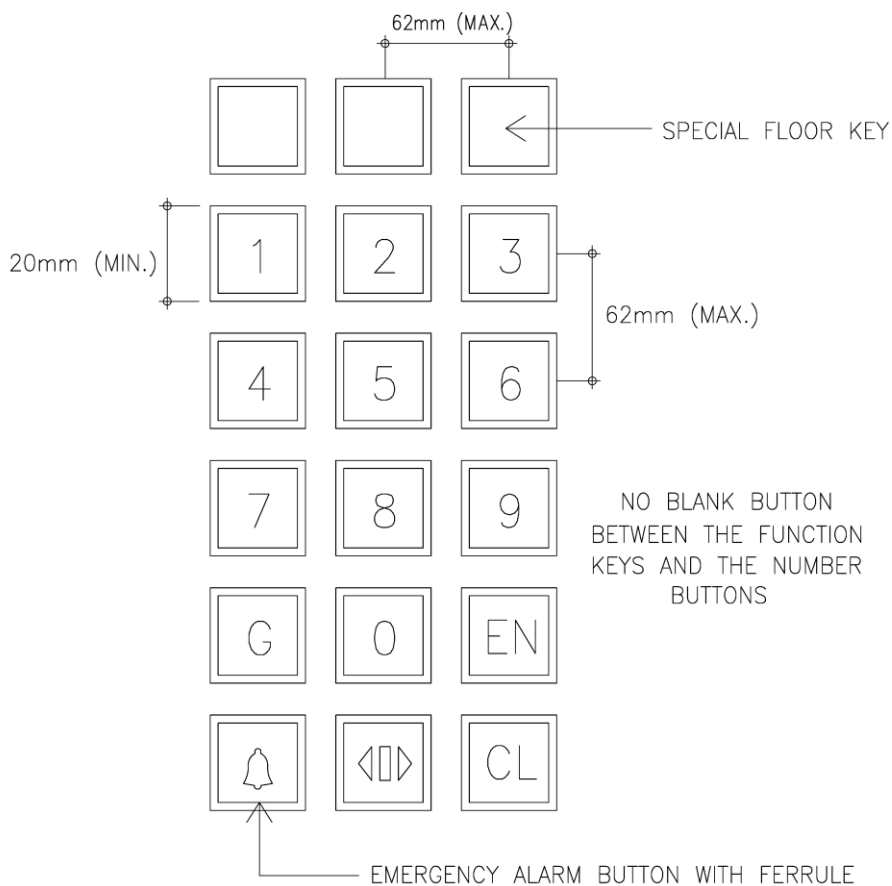 62mm (MAX.)
SPECIAL FLOOR KEY
20mm (MIN.)
1 2 3
62mm (MAX.)
4 5 6
7 8 9
NO BLANK BUTTON
BETWEEN THE FUNCTION
KEYS AND THE NUMBER
BUTTONS
G 0 EN
CL
EMERGENCY ALARM BUTTON WITH FERRULE